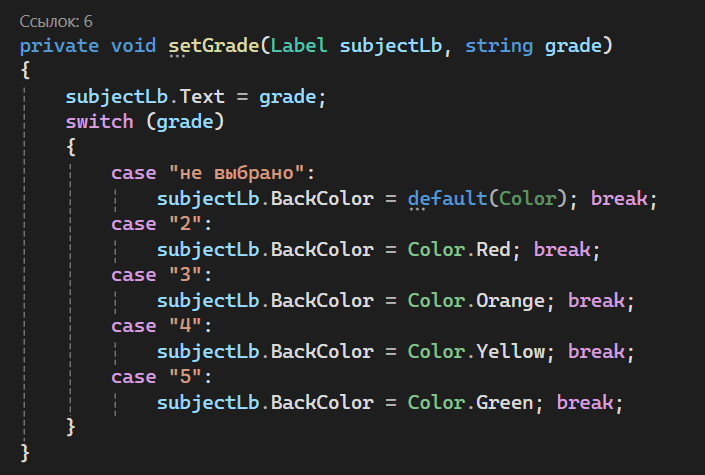 Ссылок: 6
private void setGrade(Label subjectLb, string grade)
{
    subjectLb.Text = grade;
    switch (grade)
    {
        case "не выбрано":
            subjectLb.BackColor = default(Color); break;
        case "2":
            subjectLb.BackColor = Color.Red; break;
        case "3":
            subjectLb.BackColor = Color.Orange; break;
        case "4":
            subjectLb.BackColor = Color.Yellow; break;
        case "5":
            subjectLb.BackColor = Color.Green; break;
    }
}